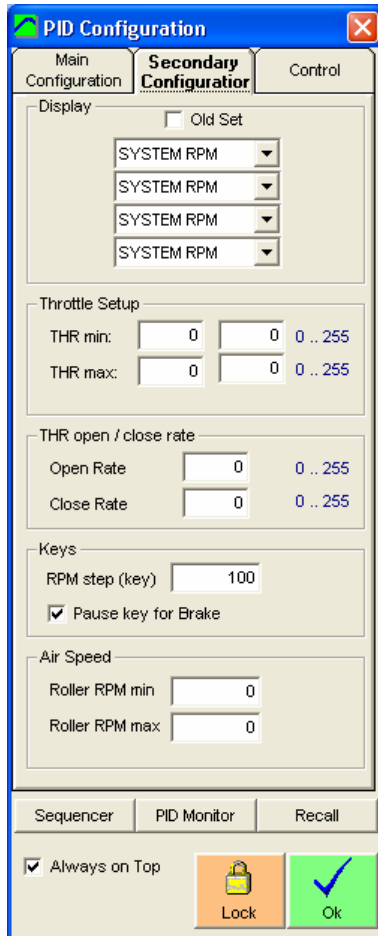 PID Configuration
Main
Configuration
Secondary
Configuration
Control
Display
Old Set
SYSTEM RPM
SYSTEM RPM
SYSTEM RPM
SYSTEM RPM
Throttle Setup
THR min: 0 0 0 .. 255
THR max: 0 0 0 .. 255
THR open / close rate
Open Rate 0 0 .. 255
Close Rate 0 0 .. 255
Keys
RPM step (key) 100
Pause key for Brake
Air Speed
Roller RPM min 0
Roller RPM max 0
Sequencer PID Monitor Recall
Always on Top
Lock Ok